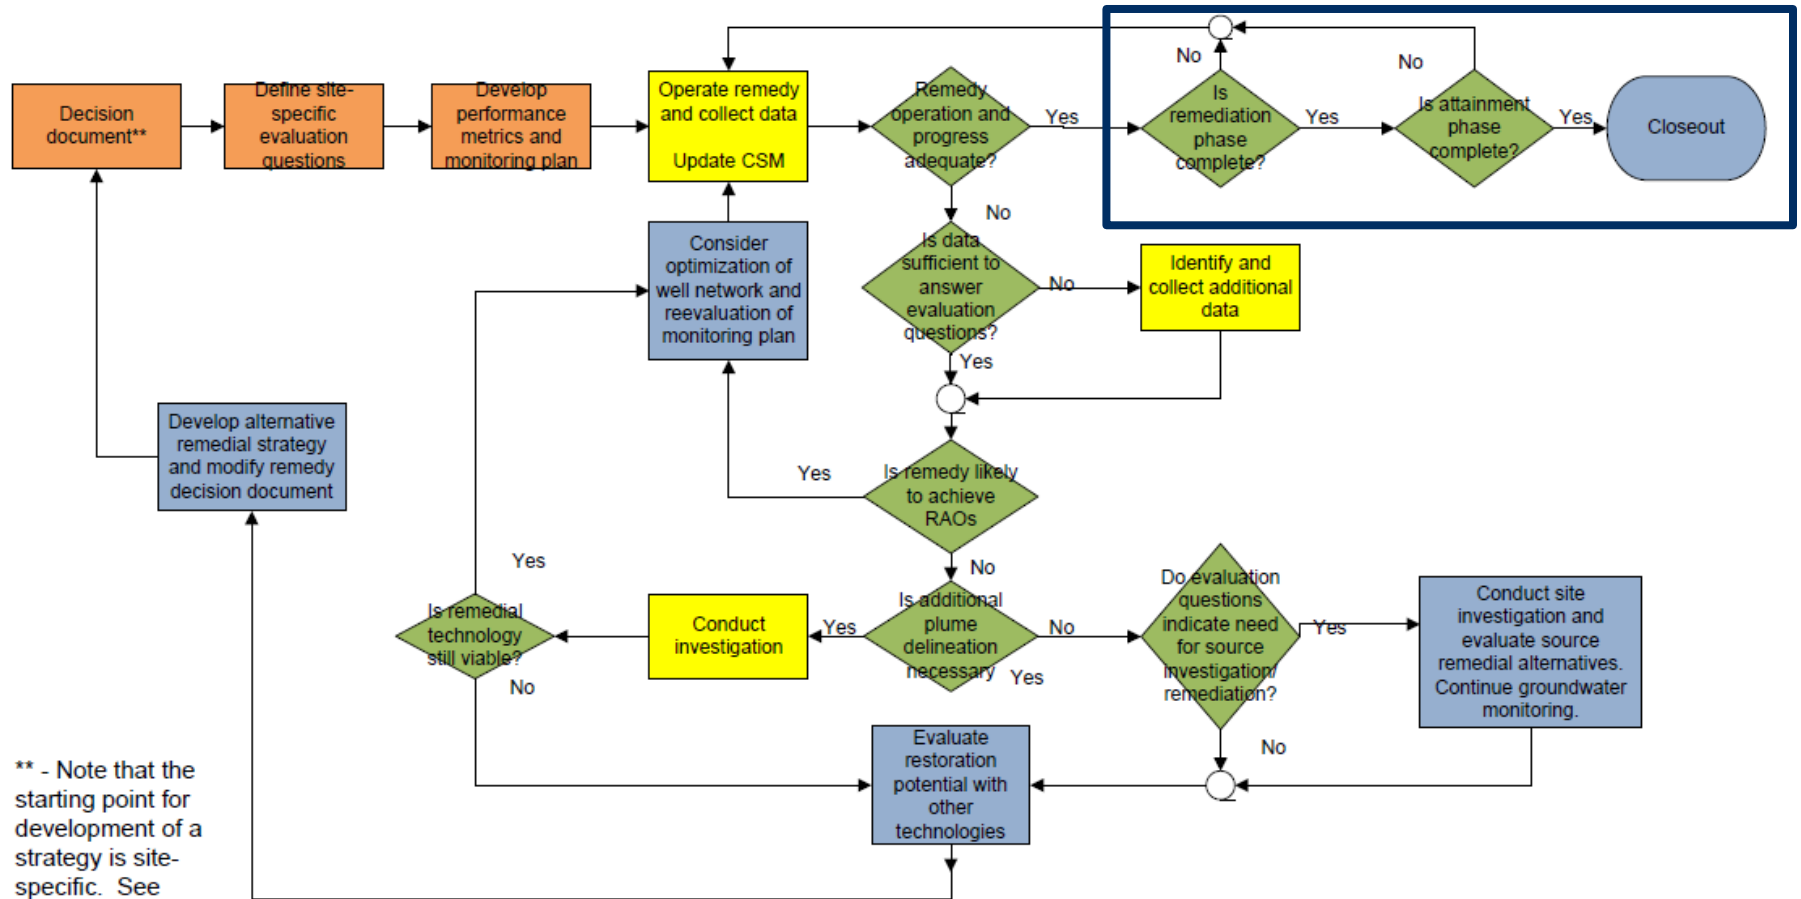 Decision
document**
Define site-
specific
evaluation
questions
Develop
performance
metrics and
monitoring plan
Operate remedy
and collect data
Update CSM
Remedy
operation and
progress
adequate?
Yes
No
Is
remediation
phase
complete?
No
Yes
Is attainment
phase
complete?
No
Yes
Closeout
Consider
optimization of
well network and
reevaluation of
monitoring plan
Is data
sufficient to
answer
evaluation
questions?
No
Yes
Identify and
collect additional
data
Develop alternative
remedial strategy
and modify remedy
decision document
Is remedy likely
to achieve
RAOs
Yes
No
Is remedial
technology
still viable?
Yes
No
Conduct
investigation
Yes
Is additional
plume
delineation
necessary
No
Yes
Do evaluation
questions
indicate need
for source
investigation/
remediation?
Yes
No
Conduct site
investigation and
evaluate source
remedial alternatives.
Continue groundwater
monitoring.
Evaluate
restoration
potential with
other
technologies
** - Note that the
starting point for
development of a
strategy is site-
specific. See